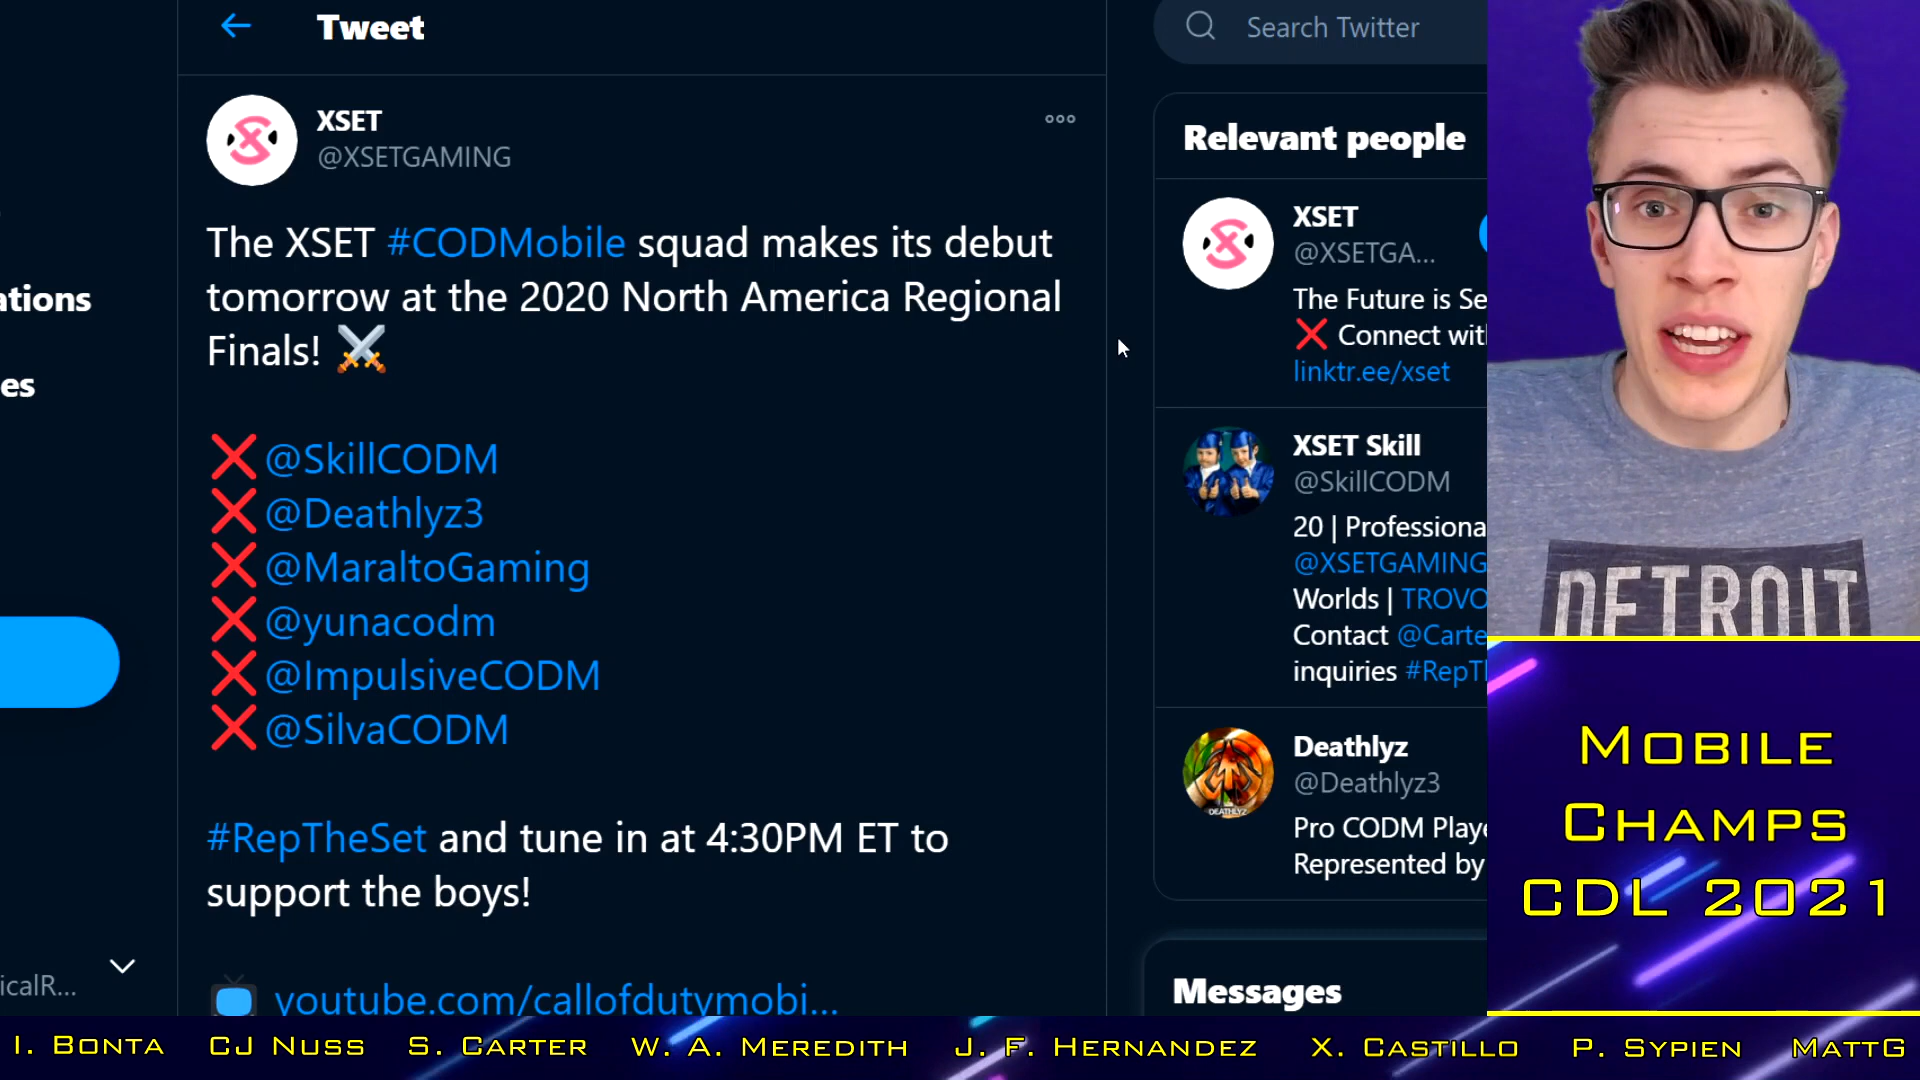 Tweet
Search Twitter
XSET
@XSETGAMING
The XSET #CODMobile squad makes its debut
tomorrow at the 2020 North America Regional
Finals!
@SkillCODM
@Deathlyz3
@MaraltoGaming
@yunacodm
@ImpulsiveCODM
@SilvaCODM
#RepTheSet and tune in at 4:30PM ET to
support the boys!
youtube.com/callofdutymobi...
ations
es
icalR...
Relevant people
XSET
@XSETGA...
The Future is Se
Connect wit
linktr.ee/xset
XSET Skill
@SkillCODM
20 | Professiona
@XSETGAMING
Worlds | TROVO
Contact @Carte
inquiries #RepT
Deathlyz
@Deathlyz3
Pro CODM Playe
Represented by
Messages
DETROIT
MOBILE
CHAMPS
CDL 2021
I. BONTA CJ NUSS S. CARTER W. A. MEREDITH J. F. HERNANDEZ X. CASTILLO P. SYPIEN MATTG